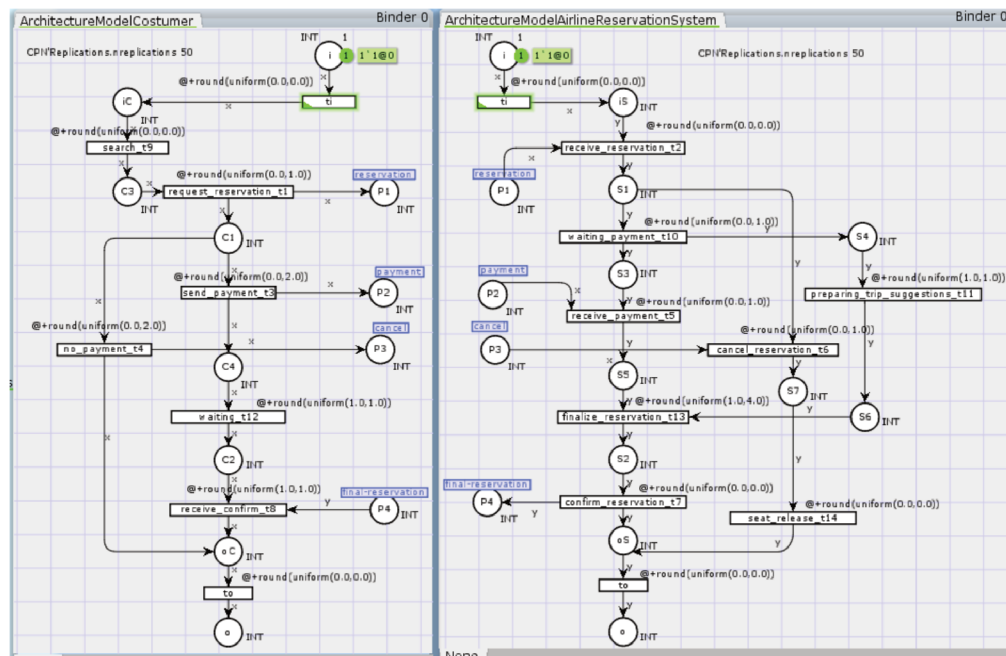 ArchitectureModelCostumer
Binder 0
CPN'Replications.nreplications 50
INT
1
i
1
1`1@0
@+round(uniform(0.0,0.0))
x
ti
x
iC
INT
x
@+round(uniform(0.0,0.0))
search_t9
x
C3
INT
x
@+round(uniform(0.0,1.0))
request_reservation_t1
x
reservation
P1
INT
x
C1
INT
x
x
@+round(uniform(0.0,2.0))
send_payment_t3
x
payment
P2
INT
@+round(uniform(0.0,2.0))
no_payment_t4
x
cancel
P3
INT
x
C4
INT
x
@+round(uniform(1.0,1.0))
waiting_t12
x
C2
INT
x
x
@+round(uniform(1.0,1.0))
receive_confirm_t8
y
final-reservation
P4
INT
x
oC
INT
x
@+round(uniform(0.0,0.0))
to
x
o
INT
ArchitectureModelAirlineReservationSystem
Binder 0
INT
1
i
1
1`1@0
CPN'Replications.nreplications 50
x
@+round(uniform(0.0,0.0))
ti
x
iS
INT
y
@+round(uniform(0.0,0.0))
receive_reservation_t2
x
reservation
P1
INT
y
S1
INT
y
@+round(uniform(0.0,1.0))
waiting_payment_t10
y
S4
INT
y
S3
INT
y
y
@+round(uniform(1.0,1.0))
preparing_trip_suggestions_t11
payment
P2
INT
x
y
@+round(uniform(0.0,1.0))
receive_payment_t5
cancel
P3
INT
x
@+round(uniform(0.0,1.0))
cancel_reservation_t6
y
y
x
S5
INT
y
S7
INT
y
@+round(uniform(1.0,4.0))
finalize_reservation_t13
y
S6
INT
y
S2
INT
y
y
@+round(uniform(0.0,0.0))
confirm_reservation_t7
final-reservation
P4
INT
y
@+round(uniform(0.0,0.0))
seat_release_t14
y
y
oS
INT
y
@+round(uniform(0.0,0.0))
to
y
o
INT